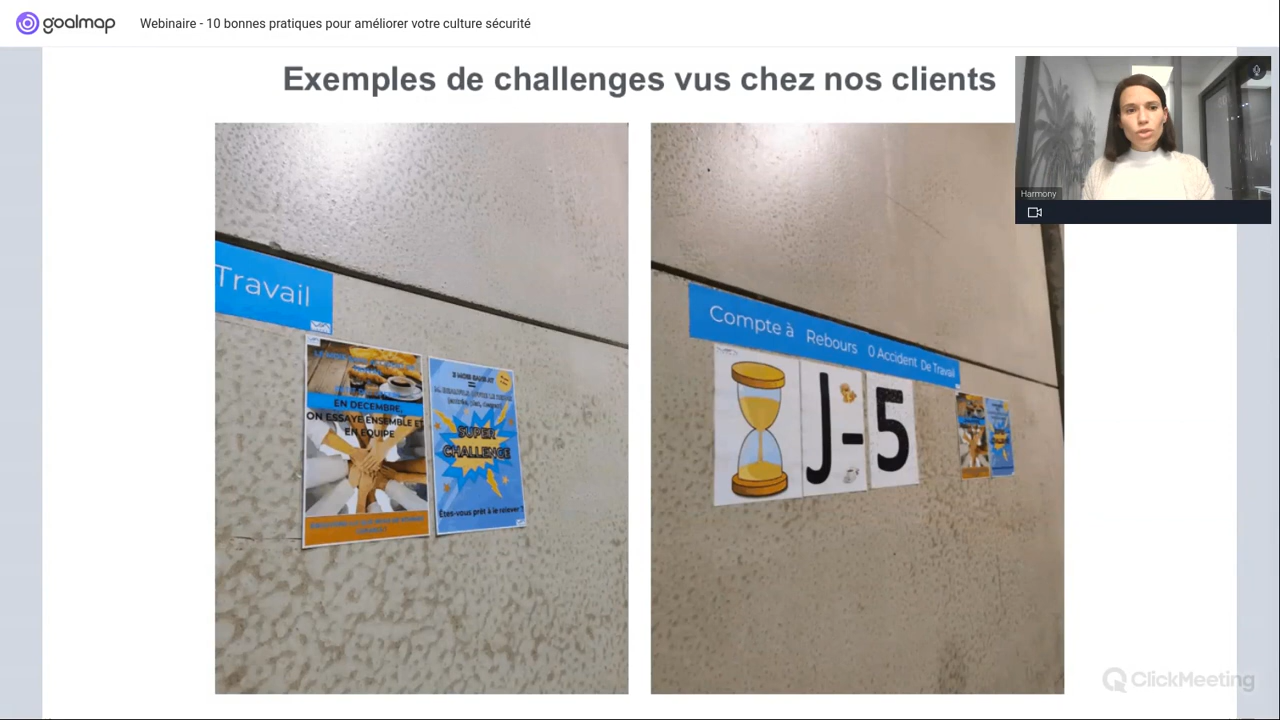 goalmap
Webinaire - 10 bonnes pratiques pour améliorer votre culture sécurité
Exemples de challenges vus chez nos clients
Harmony
Travail
EN DECEMBRE,
ON ESSAYE ENSEMBLE ET
EN EQUIPE
SUPER
CHALLENGE
Êtes-vous prêt à le relever ?
Compte à Rebours 0 Accident De Travail
J-5
ClickMeeting